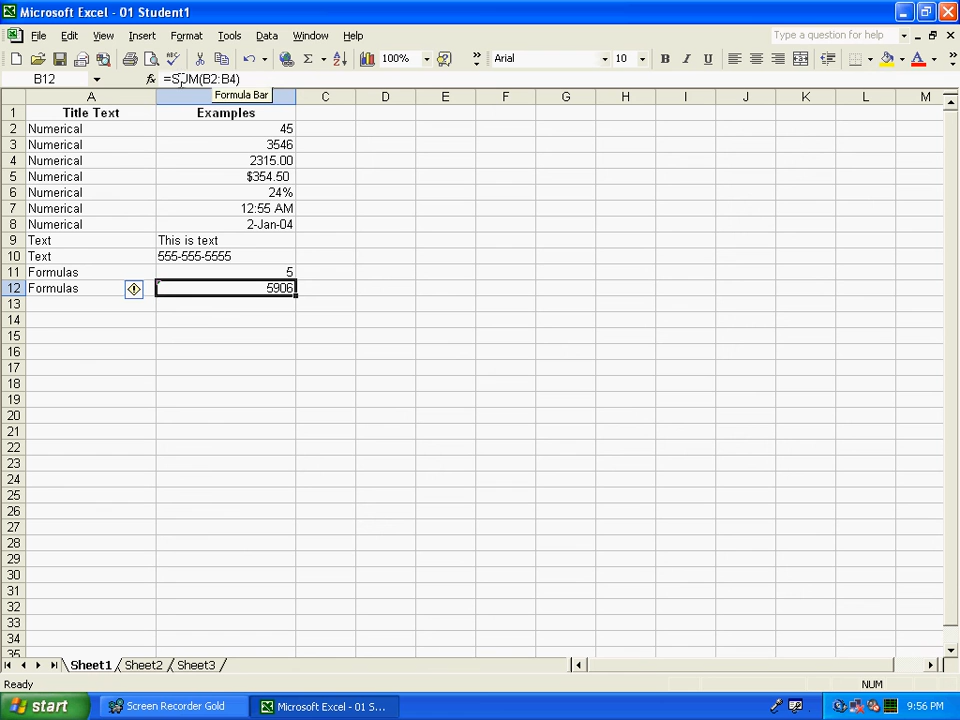 Microsoft Excel - 01 Student1
File Edit View Insert Format Tools Data Window Help Type a question for help
100% Arial 10 B I U
B12 fx =SUM(B2:B4)
Formula Bar
A C D E F G H I J K L M
1 Title Text Examples
2 Numerical 45
3 Numerical 3546
4 Numerical 2315.00
5 Numerical $354.50
6 Numerical 24%
7 Numerical 12:55 AM
8 Numerical 2-Jan-04
9 Text This is text
10 Text 555-555-5555
11 Formulas 5
12 Formulas 5906
13
14
15
16
17
18
19
20
21
22
23
24
25
26
27
28
29
30
31
32
33
34
35
Sheet1 Sheet2 Sheet3
Ready NUM
start Screen Recorder Gold Microsoft Excel - 01 S... 9:56 PM